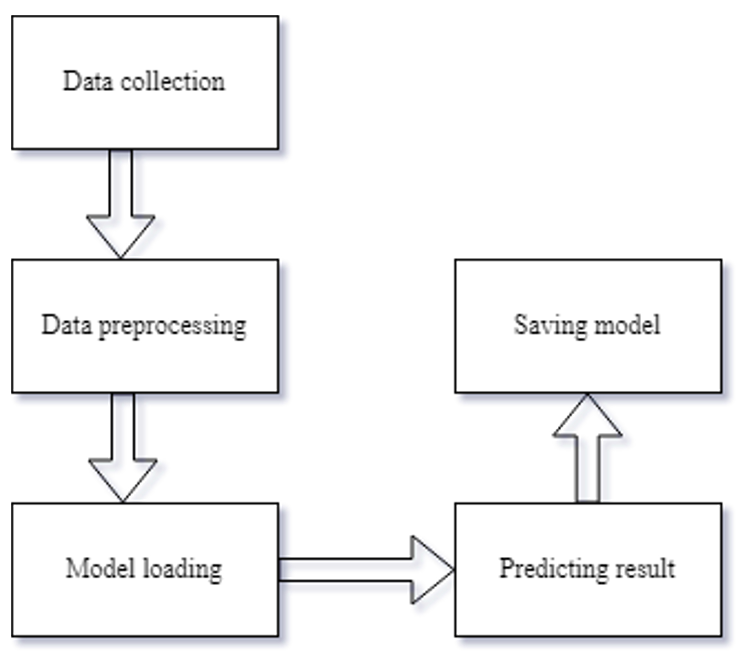 Data collection
Data preprocessing
Saving model
Model loading
Predicting result